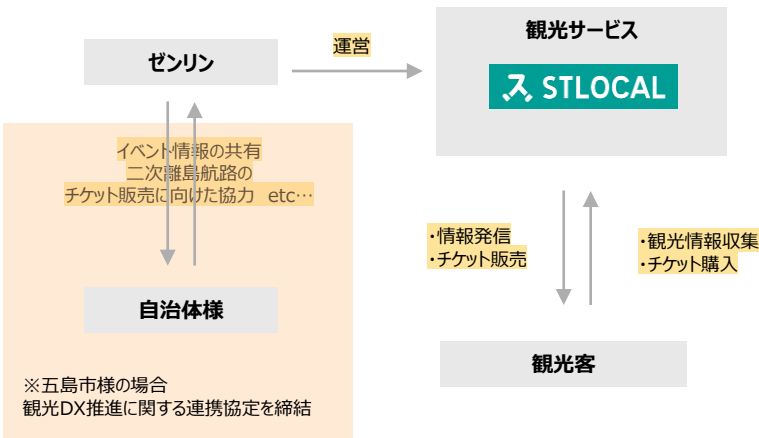 ゼンリン
運営
観光サービス
STLOCAL
イベント情報の共有
二次離島航路の
チケット販売に向けた協力 etc…
・情報発信
・チケット販売
・観光情報収集
・チケット購入
自治体様
観光客
※五島市様の場合
観光DX推進に関する連携協定を締結